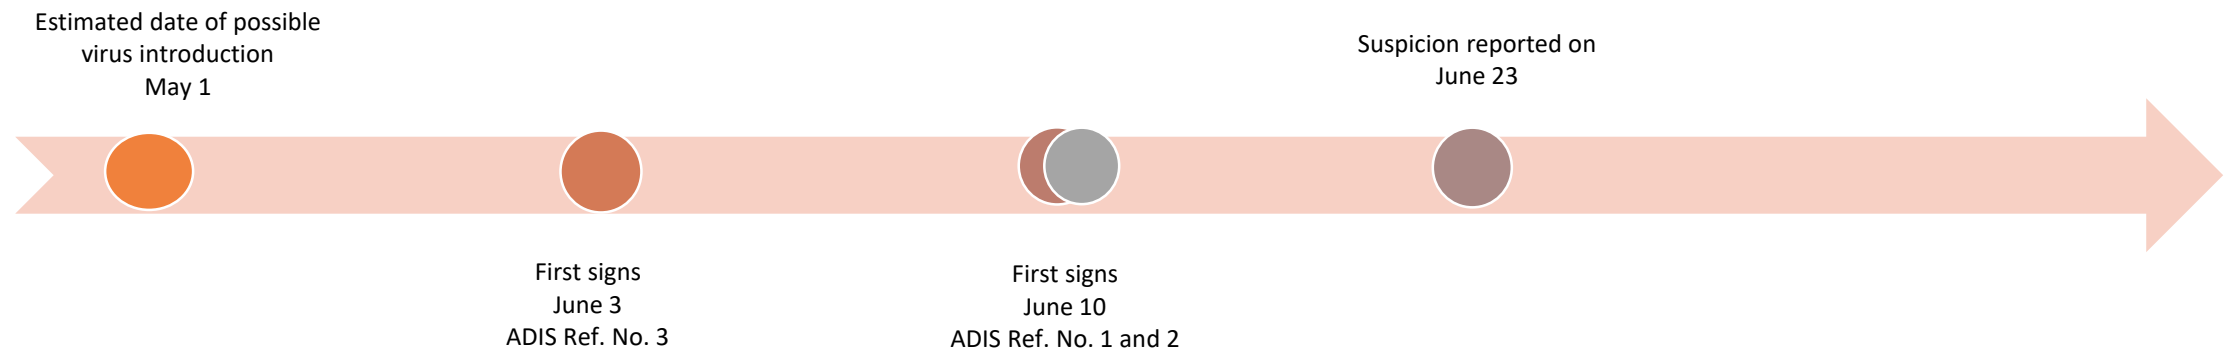 Estimated date of possible
virus introduction
May 1
Suspicion reported on
June 23
First signs
June 3
ADIS Ref. No. 3
First signs
June 10
ADIS Ref. No. 1 and 2